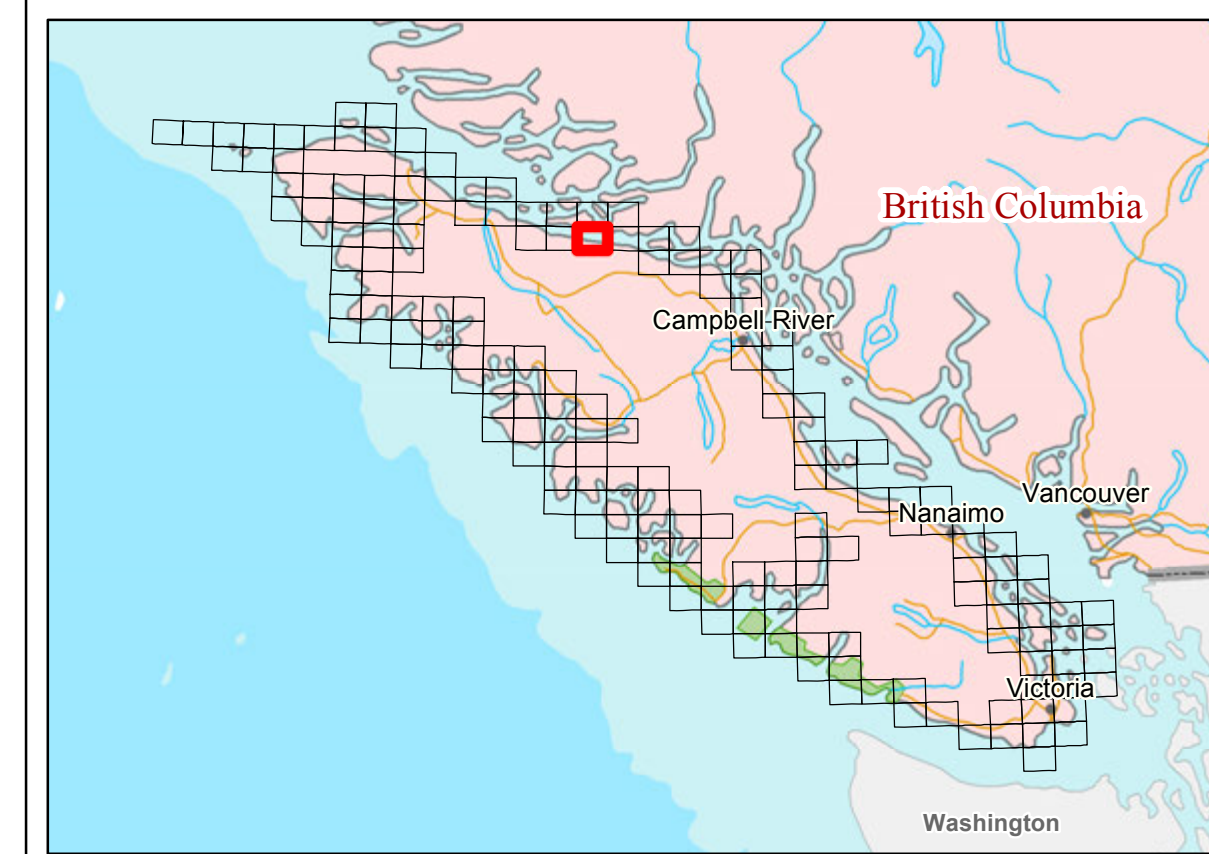 British Columbia
Campbell River
Vancouver
Nanaimo
Victoria
Washington